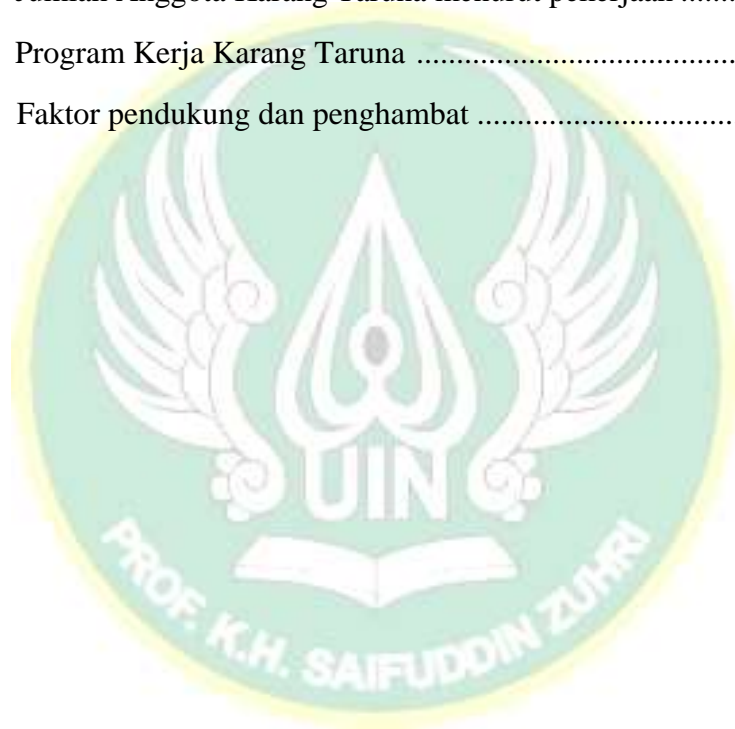 Program Kerja Karang Taruna ........................................
Faktor pendukung dan penghambat ................................
UIN
PROF. K.H. SAIFUDDIN ZUHRI